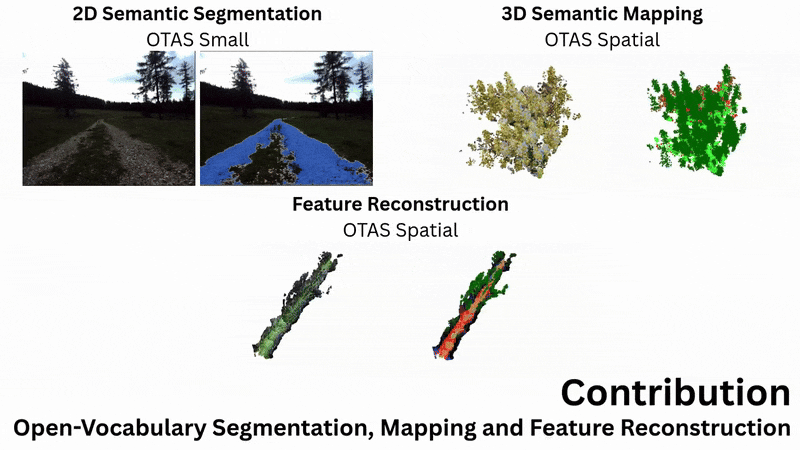 2D Semantic Segmentation
OTAS Small
3D Semantic Mapping
OTAS Spatial
Feature Reconstruction
OTAS Spatial
Contribution
Open-Vocabulary Segmentation, Mapping and Feature Reconstruction